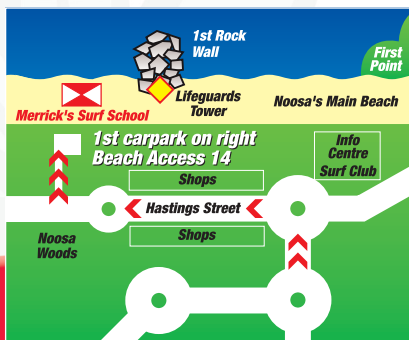 1st Rock
Wall
First
Point
Lifeguards
Tower
Noosa's Main Beach
Merrick's Surf School
1st carpark on right
Beach Access 14
Info
Centre
Surf Club
Shops
Hastings Street
Shops
Noosa
Woods